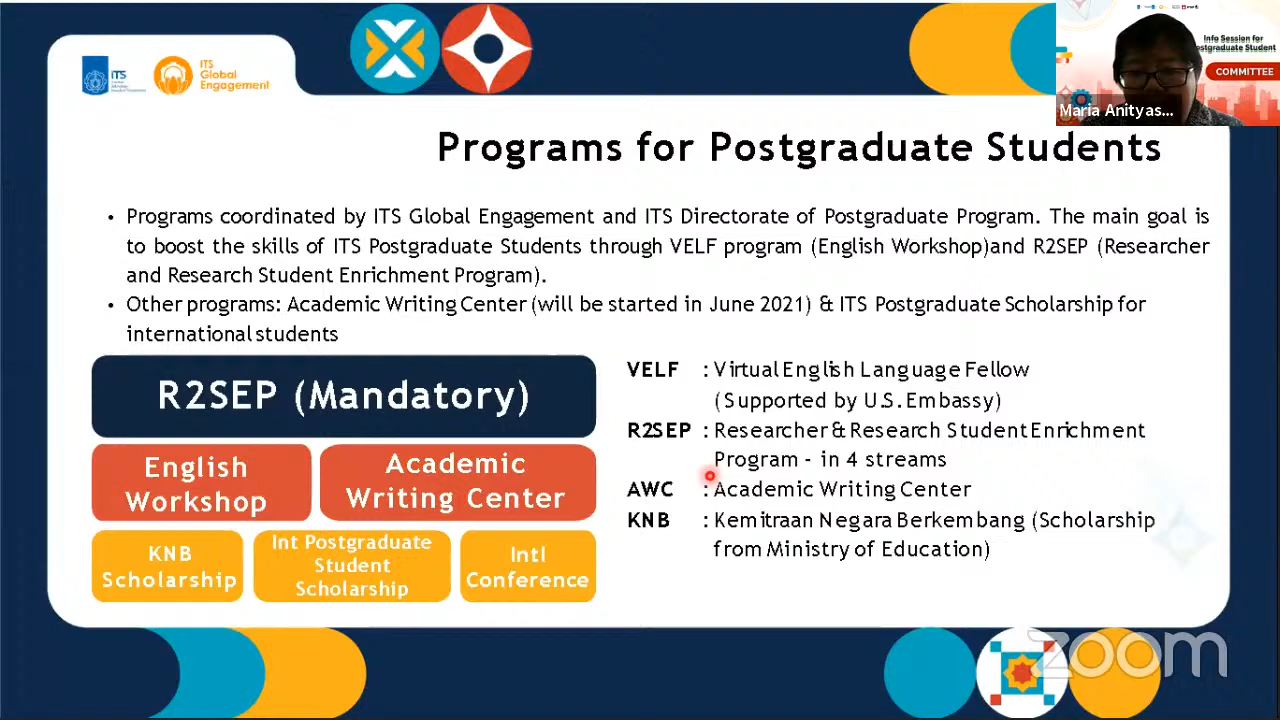 ITS
ITS
Global
Engagement
Info Session for
Postgraduate Student
COMMITTEE
Maria Anityas...
Programs for Postgraduate Students
• Programs coordinated by ITS Global Engagement and ITS Directorate of Postgraduate Program. The main goal is
to boost the skills of ITS Postgraduate Students through VELF program (English Workshop)and R2SEP (Researcher
and Research Student Enrichment Program).
• Other programs: Academic Writing Center (will be started in June 2021) & ITS Postgraduate Scholarship for
international students
R2SEP (Mandatory)
English
Workshop
Academic
Writing Center
KNB
Scholarship
Int Postgraduate
Student
Scholarship
Intl
Conference
VELF : Virtual English Language Fellow
(Supported by U.S. Embassy)
R2SEP : Researcher & Research Student Enrichment
Program - in 4 streams
AWC : Academic Writing Center
KNB : Kemitraan Negara Berkembang (Scholarship
from Ministry of Education)
zoom